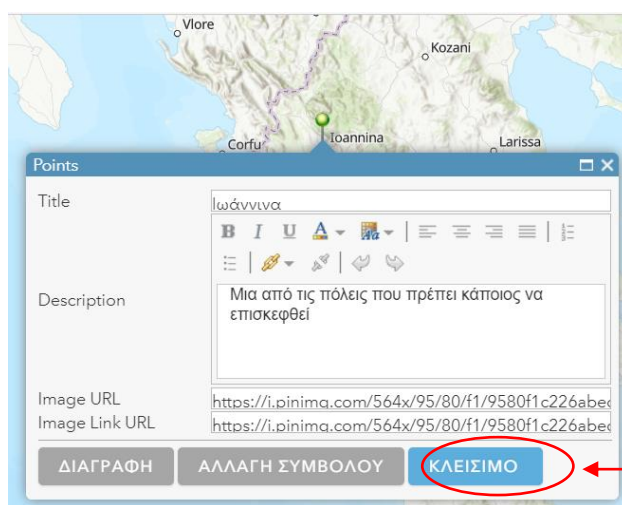 Vlore
Kozani
Ioannina
Corfu
Larissa
Points
Title
Ιωάννινα
B I U
Description
Μια από τις πόλεις που πρέπει κάποιος να
επισκεφθεί
Image URL
https://i.pinimg.com/564x/95/80/f1/9580f1c226abec
Image Link URL
https://i.pinimg.com/564x/95/80/f1/9580f1c226abec
ΔΙΑΓΡΑΦΗ ΑΛΛΑΓΗ ΣΥΜΒΟΛΟΥ ΚΛΕΙΣΙΜΟ